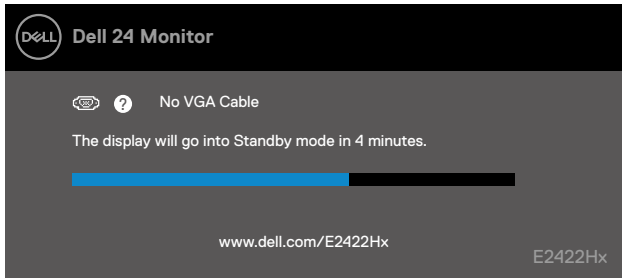 DELL Dell 24 Monitor
? No VGA Cable
The display will go into Standby mode in 4 minutes.
www.dell.com/E2422Hx
E2422Hx